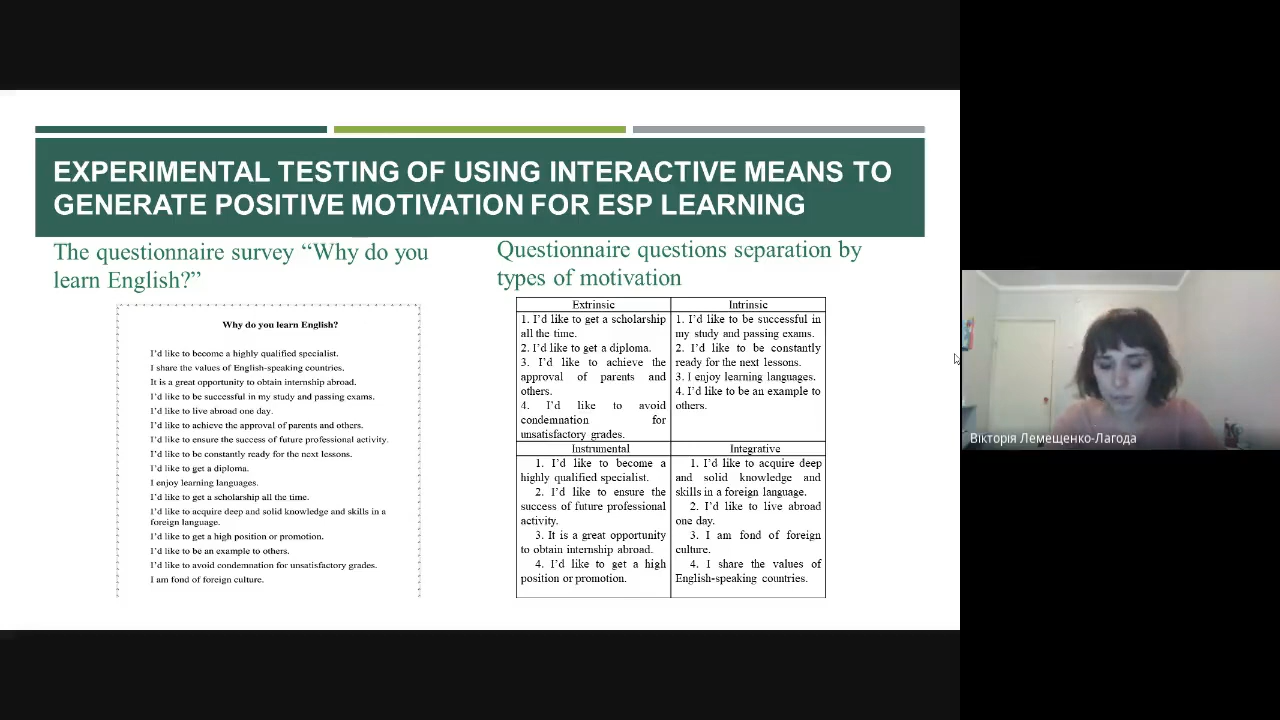 EXPERIMENTAL TESTING OF USING INTERACTIVE MEANS TO
GENERATE POSITIVE MOTIVATION FOR ESP LEARNING
The questionnaire survey “Why do you
learn English?”
Why do you learn English?
I’d like to become a highly qualified specialist.
I share the values of English-speaking countries.
It is a great opportunity to obtain internship abroad.
I’d like to be successful in my study and passing exams.
I’d like to live abroad one day.
I’d like to achieve the approval of parents and others.
I’d like to ensure the success of future professional activity.
I’d like to be constantly ready for the next lessons.
I’d like to get a diploma.
I enjoy learning languages.
I’d like to get a scholarship all the time.
I’d like to acquire deep and solid knowledge and skills in a
foreign language.
I’d like to get a high position or promotion.
I’d like to be an example to others.
I’d like to avoid condemnation for unsatisfactory grades.
I am fond of foreign culture.
Questionnaire questions separation by
types of motivation
Extrinsic
1. I’d like to get a scholarship
all the time.
2. I’d like to get a diploma.
3. I’d like to achieve the
approval of parents and
others.
4. I’d like to avoid
condemnation for
unsatisfactory grades.
Intrinsic
1. I’d like to be successful in
my study and passing exams.
2. I’d like to be constantly
ready for the next lessons.
3. I enjoy learning languages.
4. I’d like to be an example to
others.
Instrumental
1. I’d like to become a
highly qualified specialist.
2. I’d like to ensure the
success of future professional
activity.
3. It is a great opportunity
to obtain internship abroad.
4. I’d like to get a high
position or promotion.
Integrative
1. I’d like to acquire deep
and solid knowledge and
skills in a foreign language.
2. I’d like to live abroad
one day.
3. I am fond of foreign
culture.
4. I share the values of
English-speaking countries.
Вікторія Лемещенко-Лагода